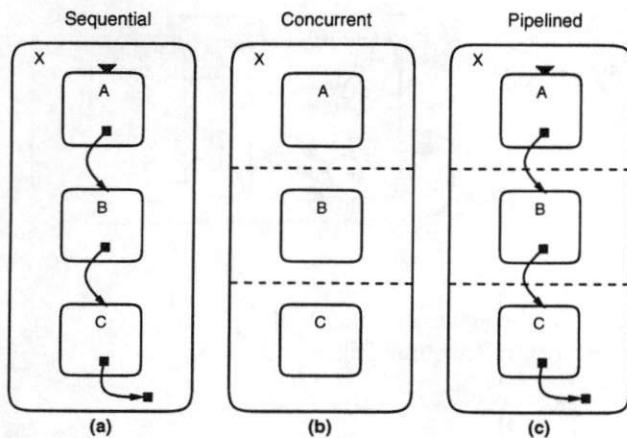 Sequential
Concurrent
Pipelined
X
A
B
C
X
A
B
C
X
A
B
C
(a)
(b)
(c)